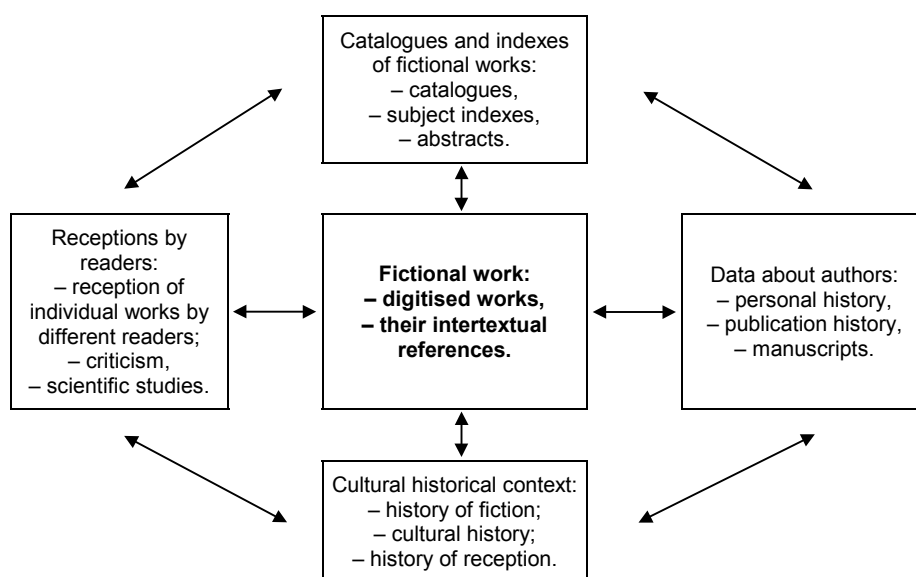 Catalogues and indexes
of fictional works:
– catalogues,
– subject indexes,
– abstracts.
Receptions by
readers:
– reception of
individual works by
different readers;
– criticism,
– scientific studies.
Fictional work:
– digitised works,
– their intertextual
references.
Data about authors:
– personal history,
– publication history,
– manuscripts.
Cultural historical context:
– history of fiction;
– cultural history;
– history of reception.